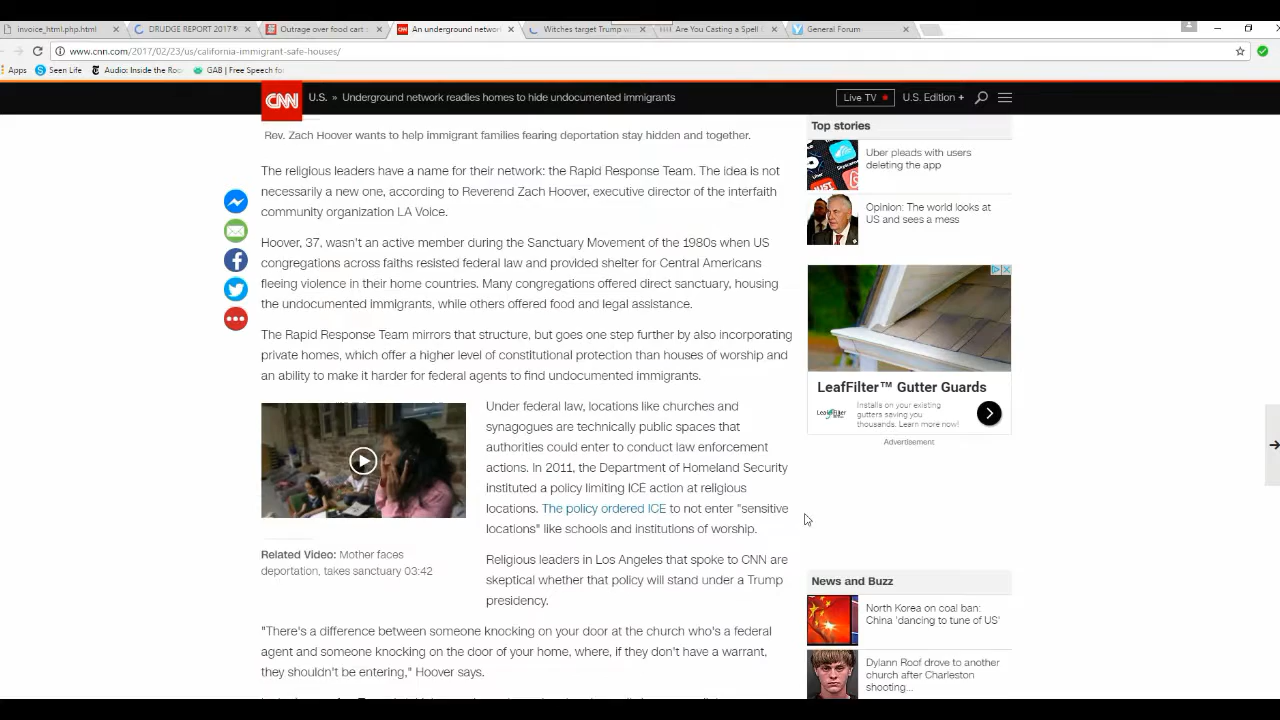 invoice_html.php.html
DRUDGE REPORT 2017®
Outrage over food cart
An underground networ
Witches target Trump w
Are You Casting a Spell
General Forum
www.cnn.com/2017/02/23/us/california-immigrant-safe-houses/
Apps
Seen Life
Audio: Inside the Roo
GAB | Free Speech fo
CNN
U.S. » Underground network readies homes to hide undocumented immigrants
Live TV
U.S. Edition +
Rev. Zach Hoover wants to help immigrant families fearing deportation stay hidden and together.
The religious leaders have a name for their network: the Rapid Response Team. The idea is not
necessarily a new one, according to Reverend Zach Hoover, executive director of the interfaith
community organization LA Voice.
Hoover, 37, wasn't an active member during the Sanctuary Movement of the 1980s when US
congregations across faiths resisted federal law and provided shelter for Central Americans
fleeing violence in their home countries. Many congregations offered direct sanctuary, housing
the undocumented immigrants, while others offered food and legal assistance.
The Rapid Response Team mirrors that structure, but goes one step further by also incorporating
private homes, which offer a higher level of constitutional protection than houses of worship and
an ability to make it harder for federal agents to find undocumented immigrants.
Under federal law, locations like churches and
synagogues are technically public spaces that
authorities could enter to conduct law enforcement
actions. In 2011, the Department of Homeland Security
instituted a policy limiting ICE action at religious
locations. The policy ordered ICE to not enter "sensitive
locations" like schools and institutions of worship.
Related Video: Mother faces
deportation, takes sanctuary 03:42
Religious leaders in Los Angeles that spoke to CNN are
skeptical whether that policy will stand under a Trump
presidency.
"There's a difference between someone knocking on your door at the church who's a federal
agent and someone knocking on the door of your home, where, if they don't have a warrant,
they shouldn't be entering," Hoover says.
Top stories
Uber pleads with users
deleting the app
Opinion: The world looks at
US and sees a mess
LeafFilter™ Gutter Guards
LeafFilter
Installs on your existing
gutters saving you
thousands. Learn more now!
Advertisement
News and Buzz
North Korea on coal ban:
China 'dancing to tune of US'
Dylann Roof drove to another
church after Charleston
shooting...